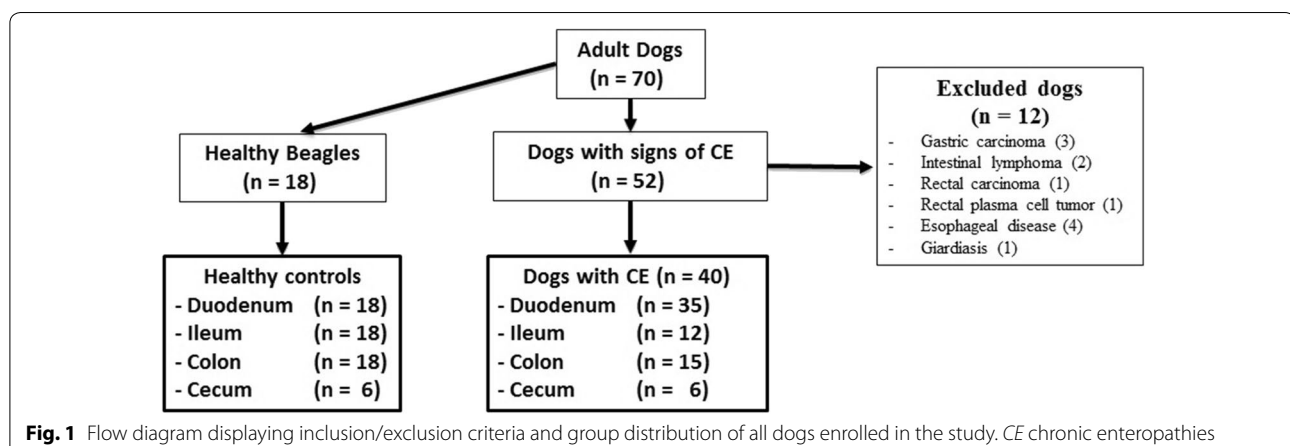 Adult Dogs
(n = 70)
Healthy Beagles
(n = 18)
Dogs with signs of CE
(n = 52)
Excluded dogs
(n = 12)
- Gastric carcinoma (3)
- Intestinal lymphoma (2)
- Rectal carcinoma (1)
- Rectal plasma cell tumor (1)
- Esophageal disease (4)
- Giardiasis (1)
Healthy controls
- Duodenum (n = 18)
- Ileum (n = 18)
- Colon (n = 18)
- Cecum (n = 6)
Dogs with CE (n = 40)
- Duodenum (n = 35)
- Ileum (n = 12)
- Colon (n = 15)
- Cecum (n = 6)
Fig. 1 Flow diagram displaying inclusion/exclusion criteria and group distribution of all dogs enrolled in the study. CE chronic enteropathies